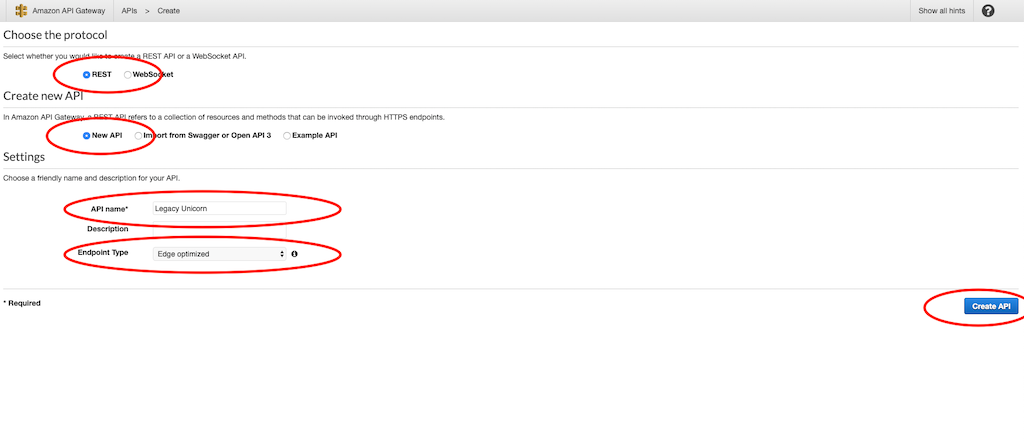 Amazon API Gateway APIs > Create Show all hints ?
Choose the protocol
Select whether you would like to create a REST API or a WebSocket API.
REST WebSocket
Create new API
In Amazon API Gateway, a REST API refers to a collection of resources and methods that can be invoked through HTTPS endpoints.
New API Import from Swagger or Open API 3 Example API
Settings
Choose a friendly name and description for your API.
API name* Legacy Unicorn
Description
Endpoint Type Edge optimized
* Required Create API